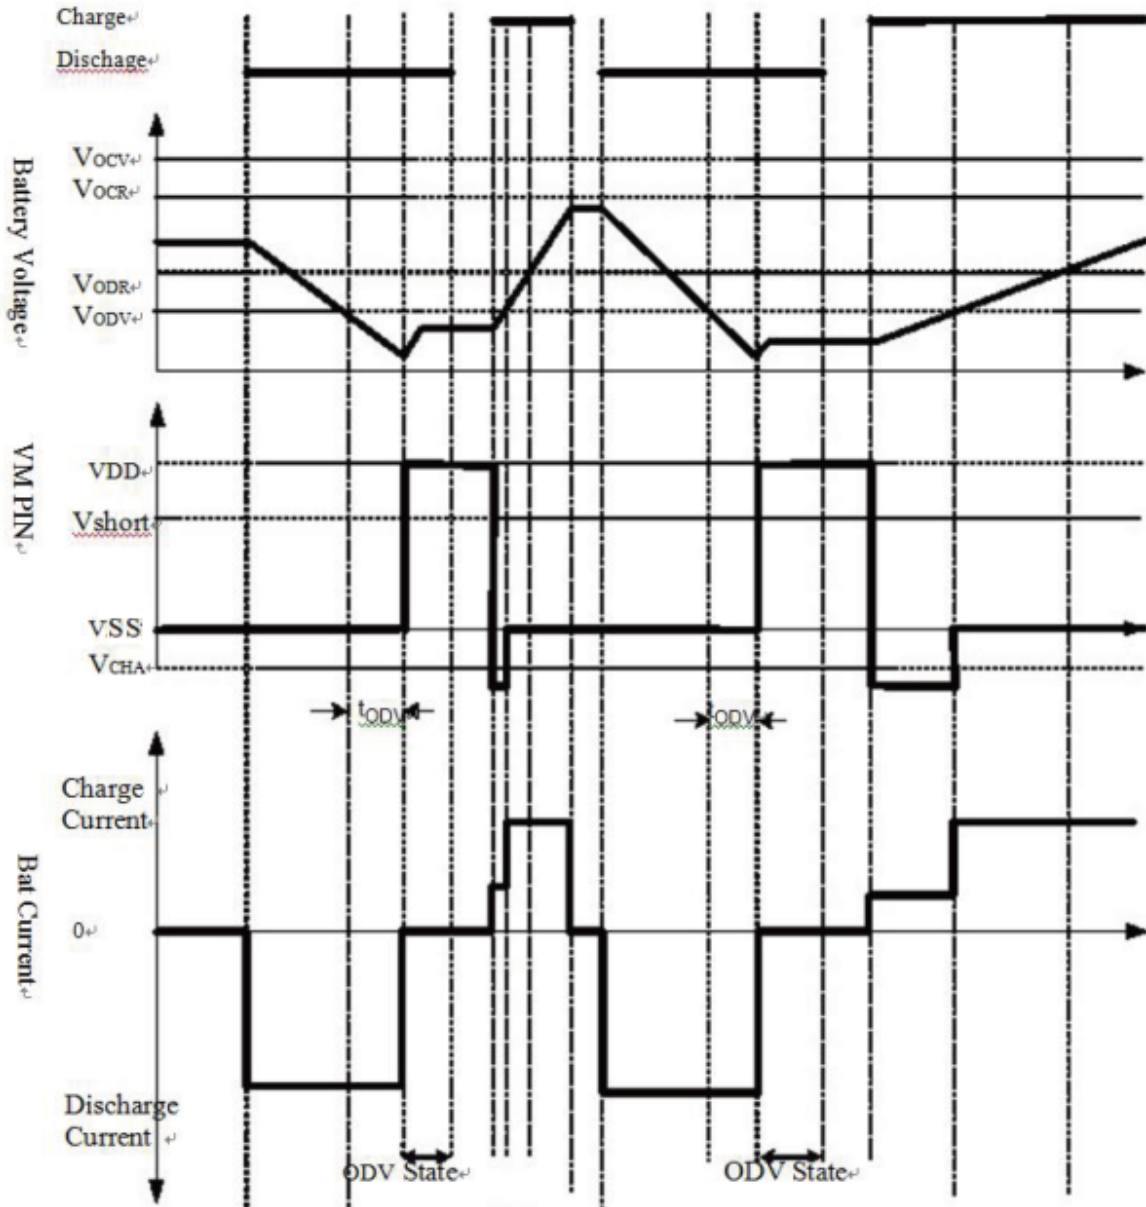 Charge
Dischage
Battery Voltage
VOCV
VOCR
VODR
VODV
VM PIN
VDD
Vshort
VSS
VCHA
tODV
tODV
Bat Current
Charge
Current
0
Discharge
Current
ODV State
ODV State